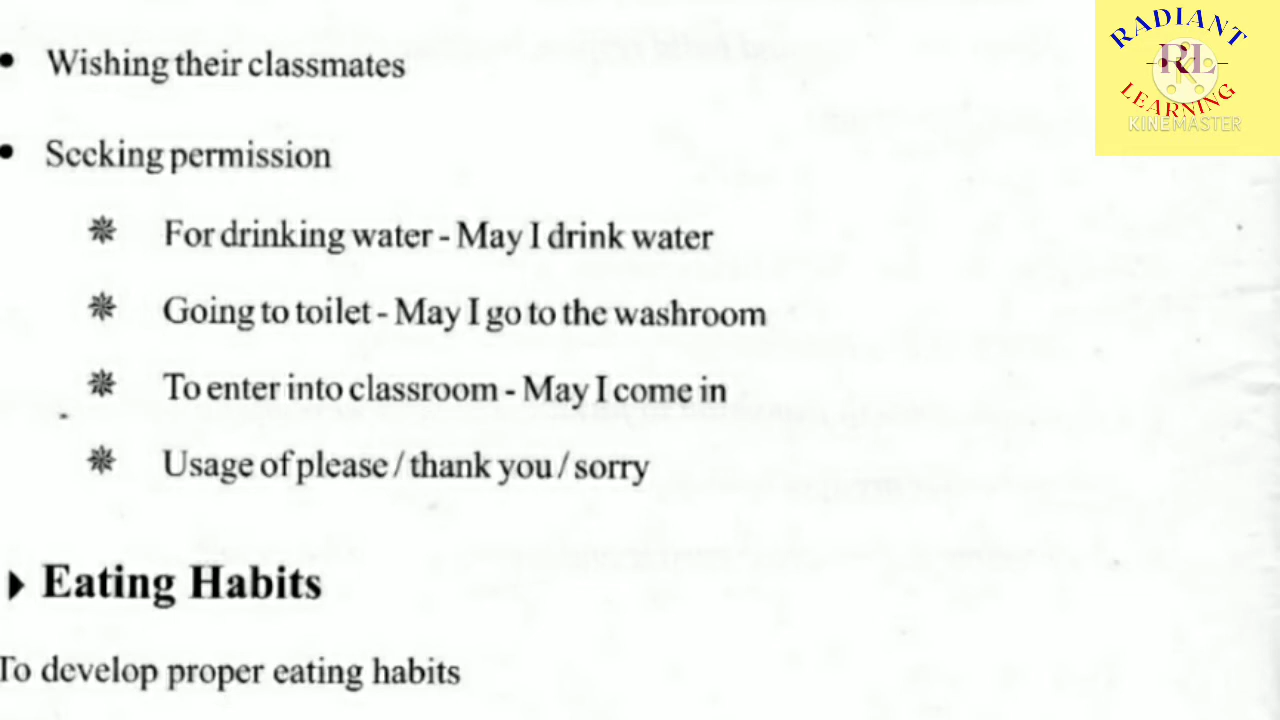 Wishing their classmates
Seeking permission
For drinking water - May I drink water
Going to toilet - May I go to the washroom
To enter into classroom - May I come in
Usage of please / thank you / sorry
Eating Habits
To develop proper eating habits
RADIANT
RL
K
LEARNING
KINEMASTER